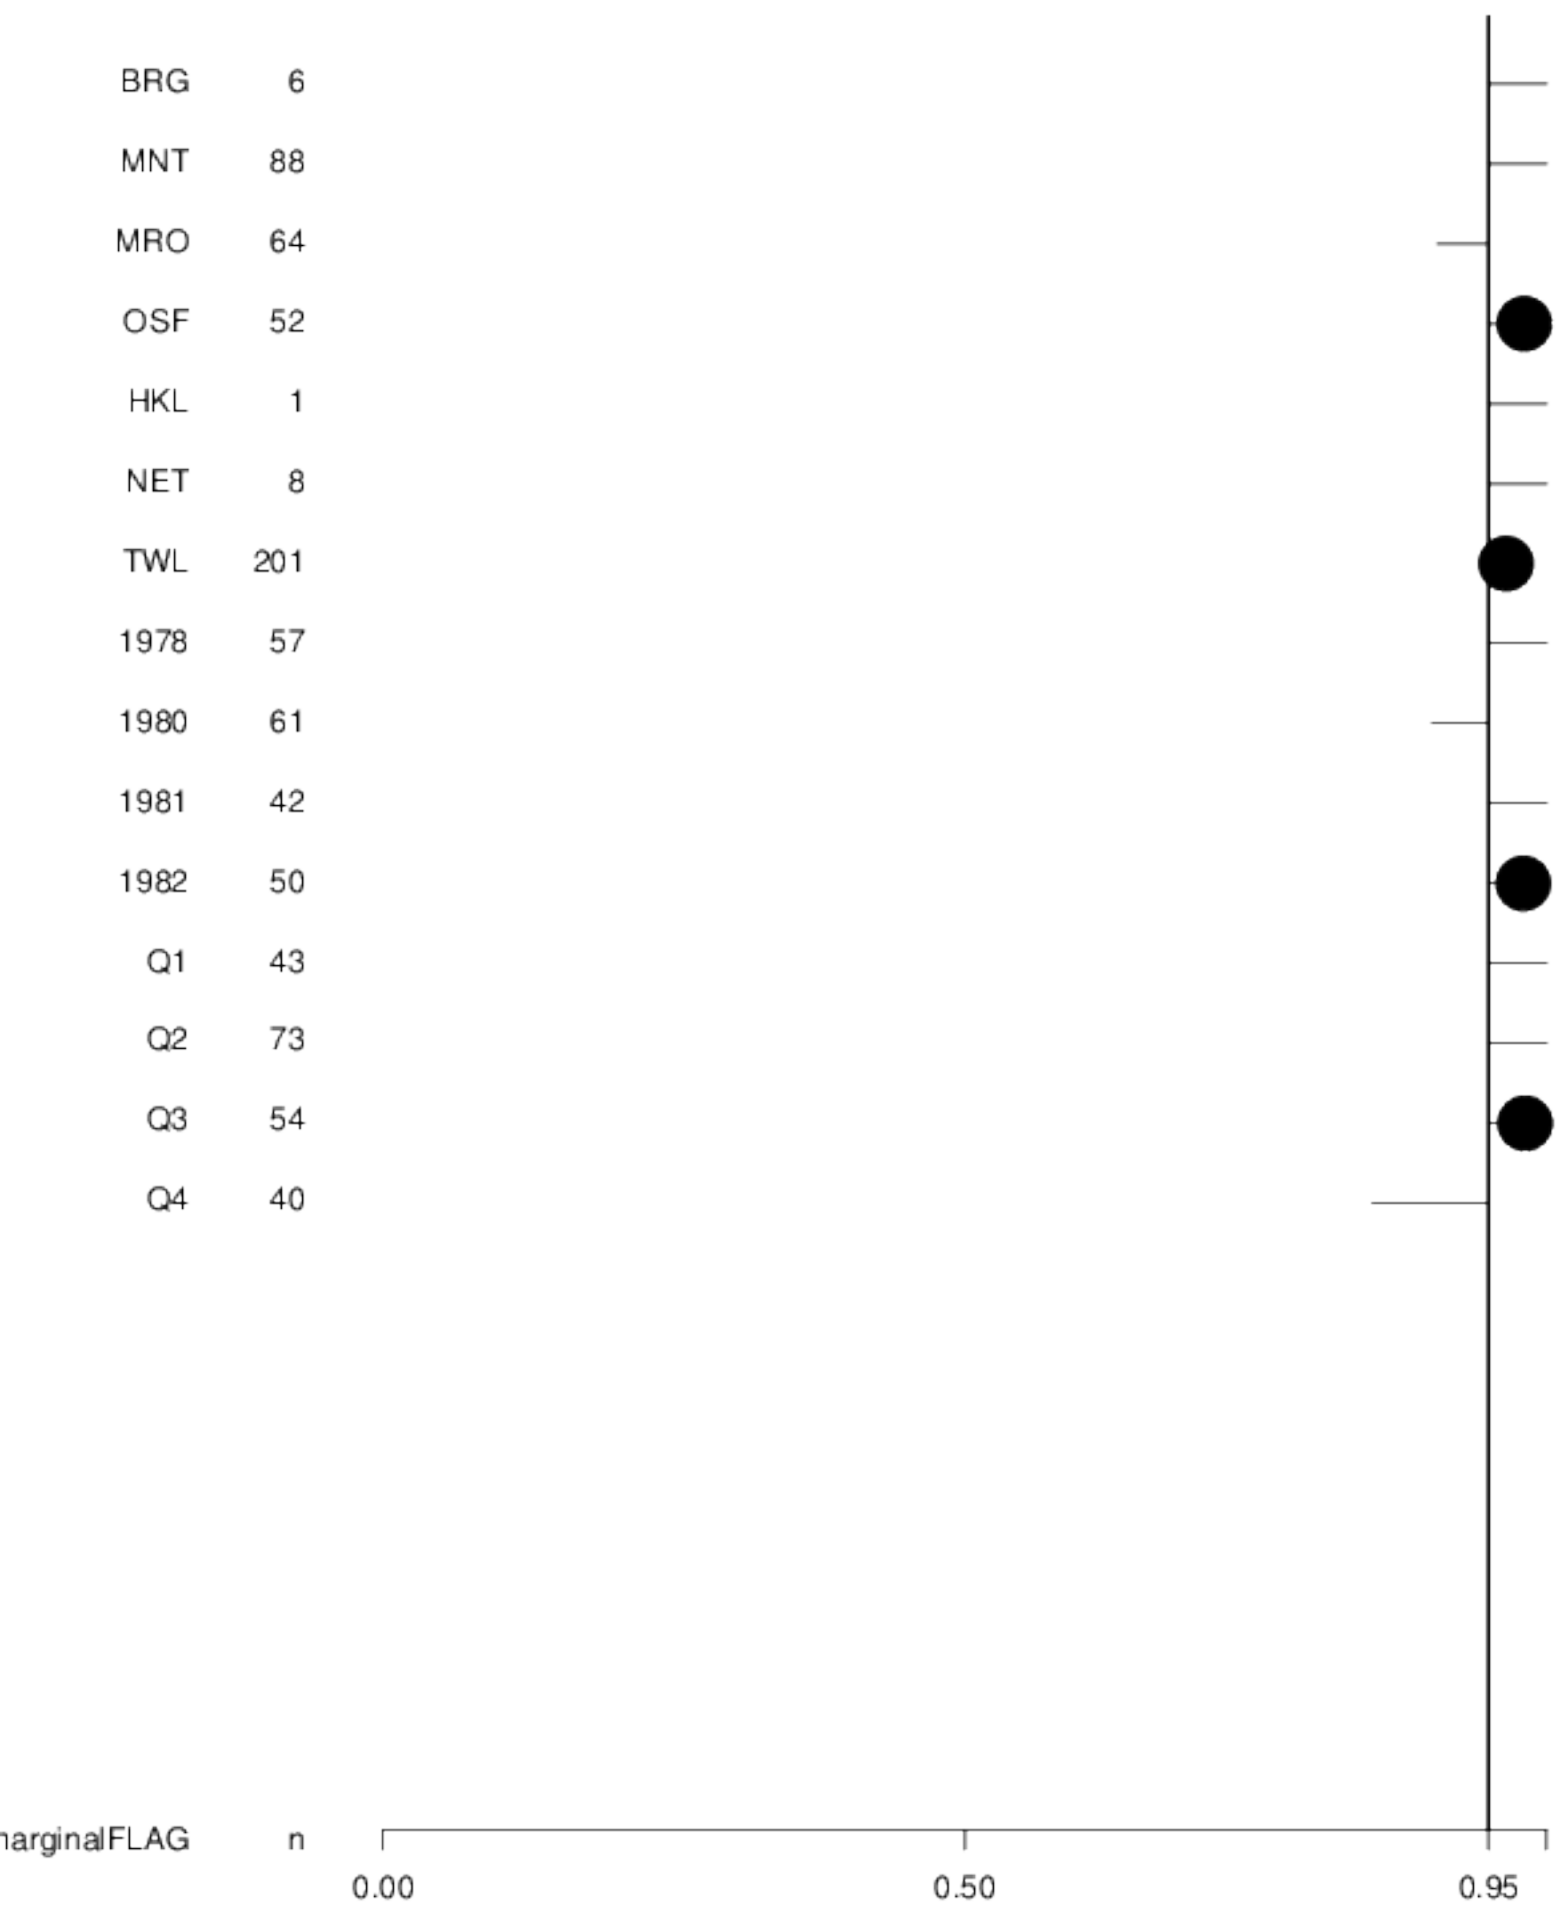 BRG 6
MNT 88
MRO 64
OSF 52
HKL 1
NET 8
TWL 201
1978 57
1980 61
1981 42
1982 50
Q1 43
Q2 73
Q3 54
Q4 40
arginalFLAG n
0.00 0.50 0.95